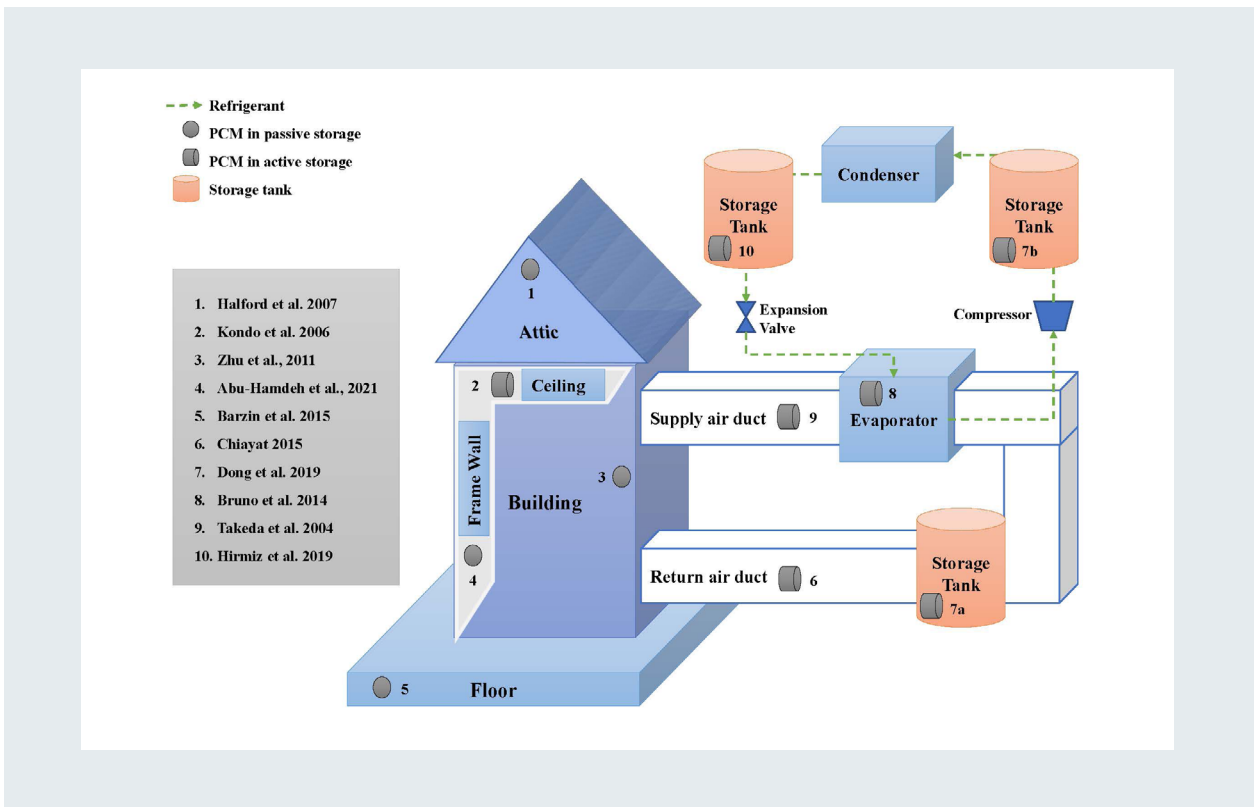 Refrigerant
PCM in passive storage
PCM in active storage
Storage tank
1. Halford et al. 2007
2. Kondo et al. 2006
3. Zhu et al., 2011
4. Abu-Hamdeh et al., 2021
5. Barzin et al. 2015
6. Chiayat 2015
7. Dong et al. 2019
8. Bruno et al. 2014
9. Takeda et al. 2004
10. Hirmiz et al. 2019
1
Attic
2
Ceiling
Frame Wall
3
Building
4
5
Floor
Storage
Tank
10
Condenser
Storage
Tank
7b
Expansion
Valve
Compressor
8
Evaporator
Supply air duct
9
Return air duct
6
Storage
Tank
7a